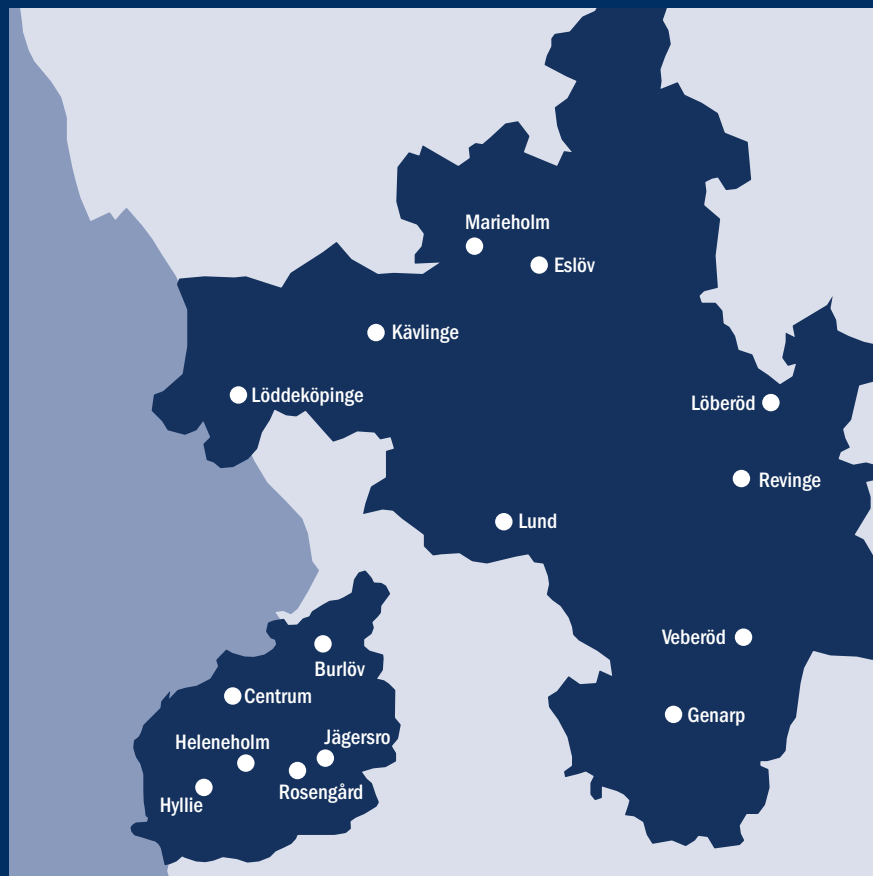 Marieholm
Eslöv
Kävlinge
Löddeköpinge
Löberöd
Revinge
Lund
Veberöd
Burlöv
Centrum
Genarp
Jägersro
Heleneholm
Rosengård
Hyllie